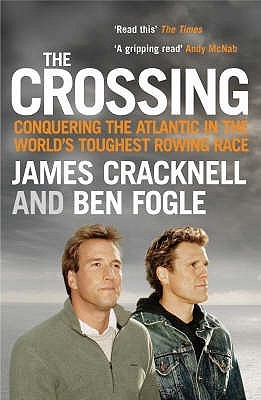 'Read this' The Times
'A gripping read' Andy McNab
THE
CROSSING
CONQUERING THE ATLANTIC IN THE
WORLD'S TOUGHEST ROWING RACE
JAMES CRACKNELL
AND BEN FOGLE